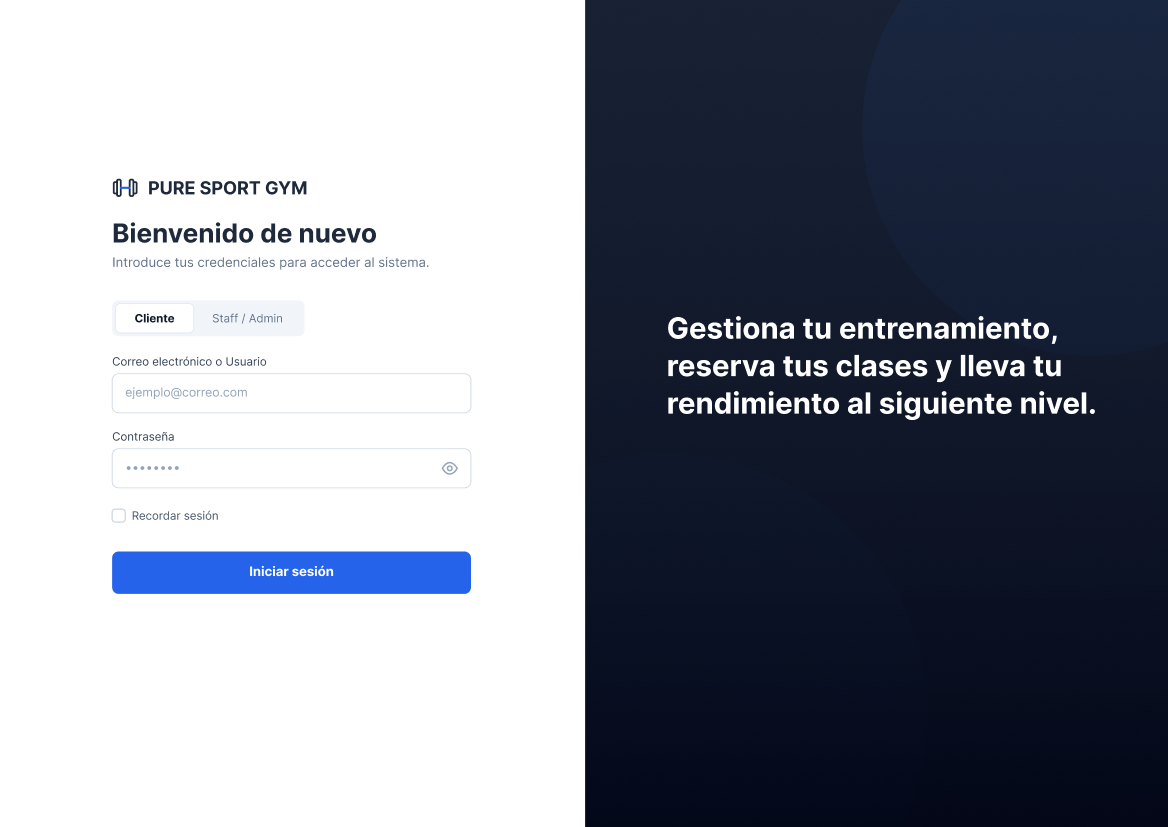 PURE SPORT GYM
Bienvenido de nuevo
Introduce tus credenciales para acceder al sistema.
Cliente
Staff / Admin
Correo electrónico o Usuario
ejemplo@correo.com
Contraseña
••••••••
Recordar sesión
Iniciar sesión
Gestiona tu entrenamiento,
reserva tus clases y lleva tu
rendimiento al siguiente nivel.